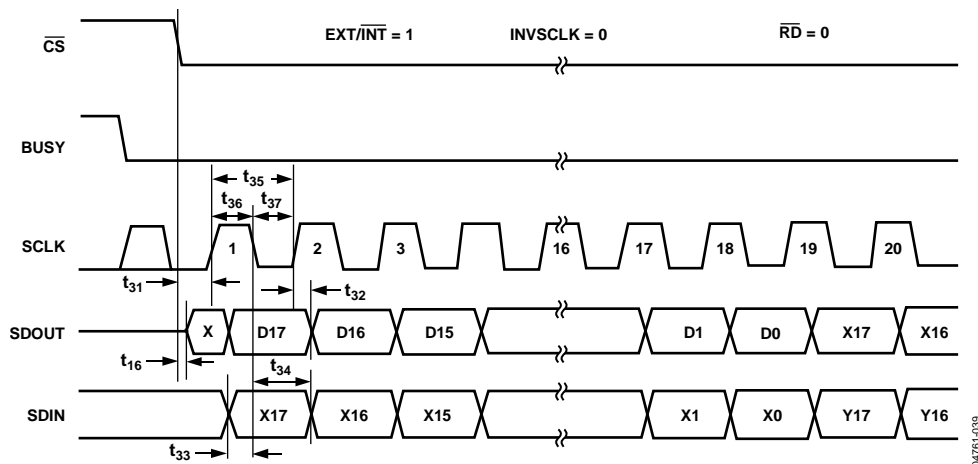 EXT/INT = 1 INVSCLK = 0 RD = 0
CS
BUSY
t35
t36 t37
SCLK 1 2 3 16 17 18 19 20
t31
t32
SDOUT X D17 D16 D15 D1 D0 X17 X16
t16
t34
SDIN X17 X16 X15 X1 X0 Y17 Y16
t33
04761-039